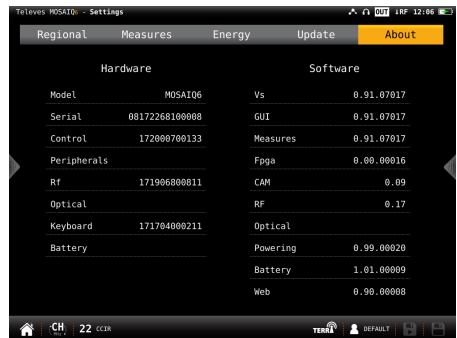 Televes MOSAIQ6 - Settings OUT ↓RF 12:06
Regional Measures Energy Update About
Hardware Software
Model MOSAIQ6 Vs 0.91.07017
Serial 08172268100008 GUI 0.91.07017
Control 172000700133 Measures 0.91.07017
Peripherals Fpga 0.00.00016
Rf 171906800811 CAM 0.09
Optical RF 0.17
Keyboard 171704000211 Optical
Battery Powering 0.99.00020
Battery 1.01.00009
Web 0.90.00008
CH MHz 22 CCIR TERR DEFAULT